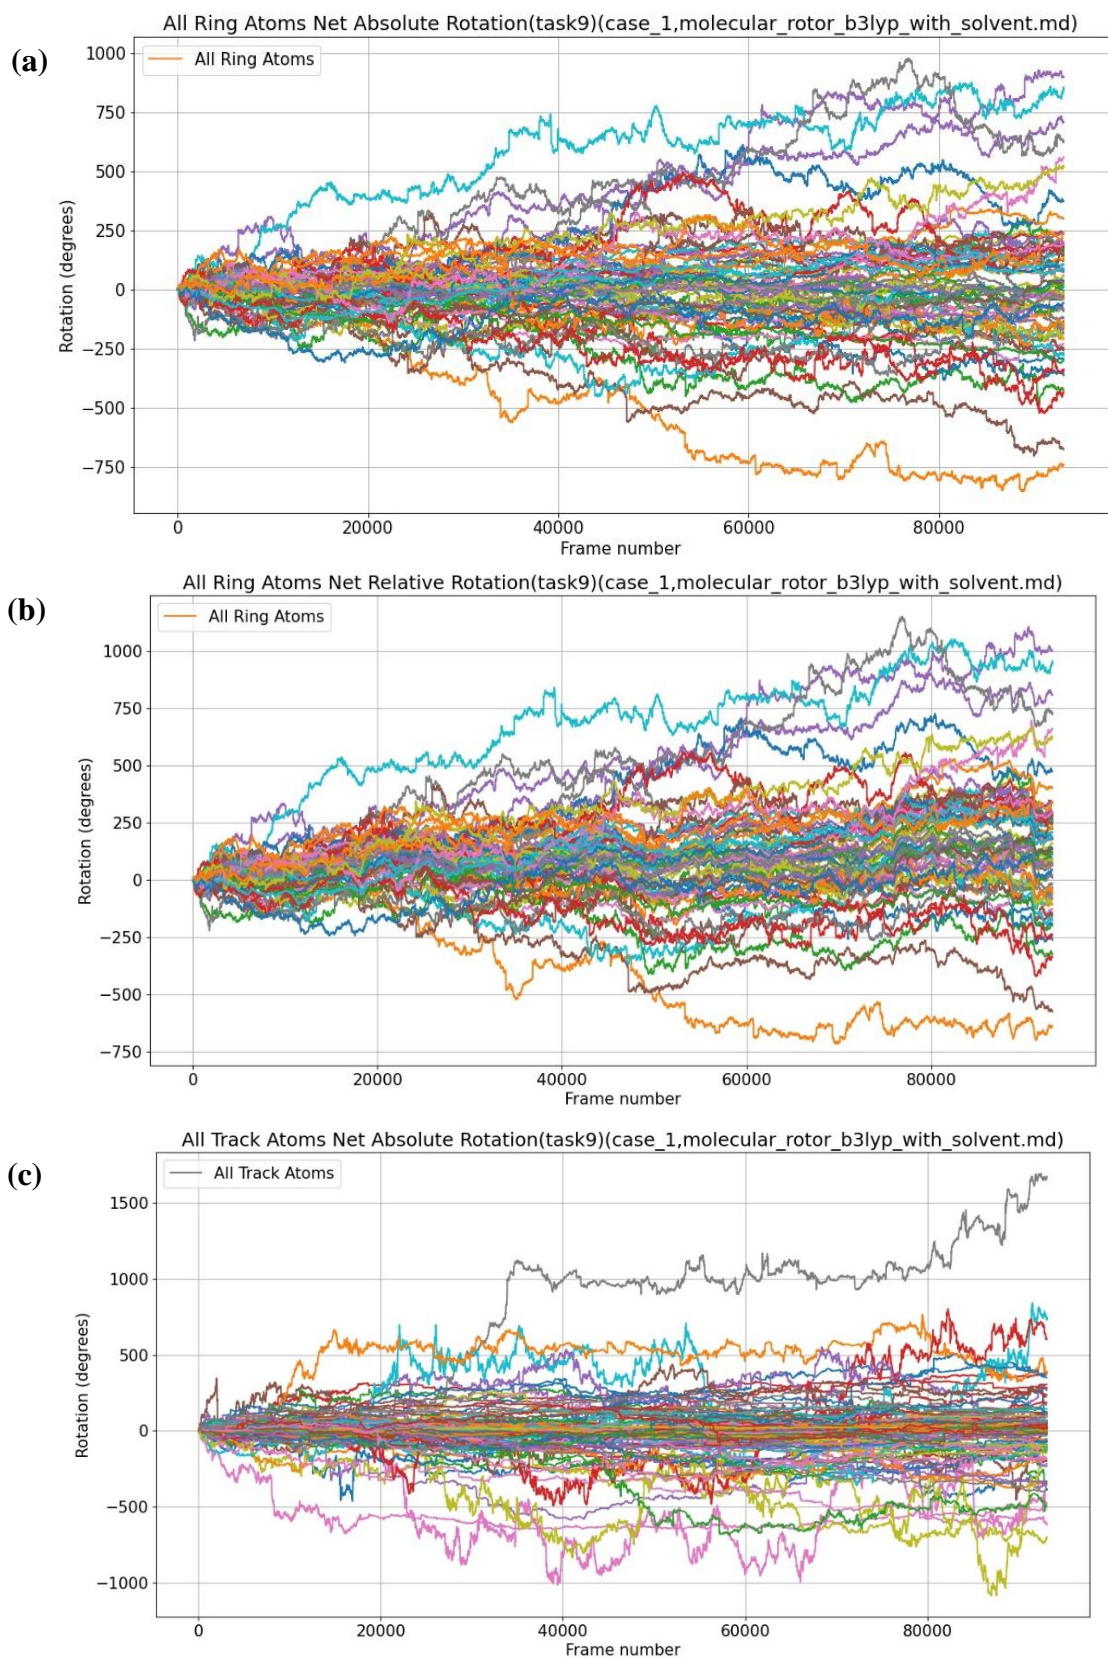 (a)
All Ring Atoms Net Absolute Rotation(task9)(case_1,molecular_rotor_b3lyp_with_solvent.md)
All Ring Atoms
1000
750
500
250
0
−250
−500
−750
Rotation (degrees)
0 20000 40000 60000 80000
Frame number
(b)
All Ring Atoms Net Relative Rotation(task9)(case_1,molecular_rotor_b3lyp_with_solvent.md)
All Ring Atoms
1000
750
500
250
0
−250
−500
−750
Rotation (degrees)
0 20000 40000 60000 80000
Frame number
(c)
All Track Atoms Net Absolute Rotation(task9)(case_1,molecular_rotor_b3lyp_with_solvent.md)
All Track Atoms
1500
1000
500
0
−500
−1000
Rotation (degrees)
0 20000 40000 60000 80000
Frame number